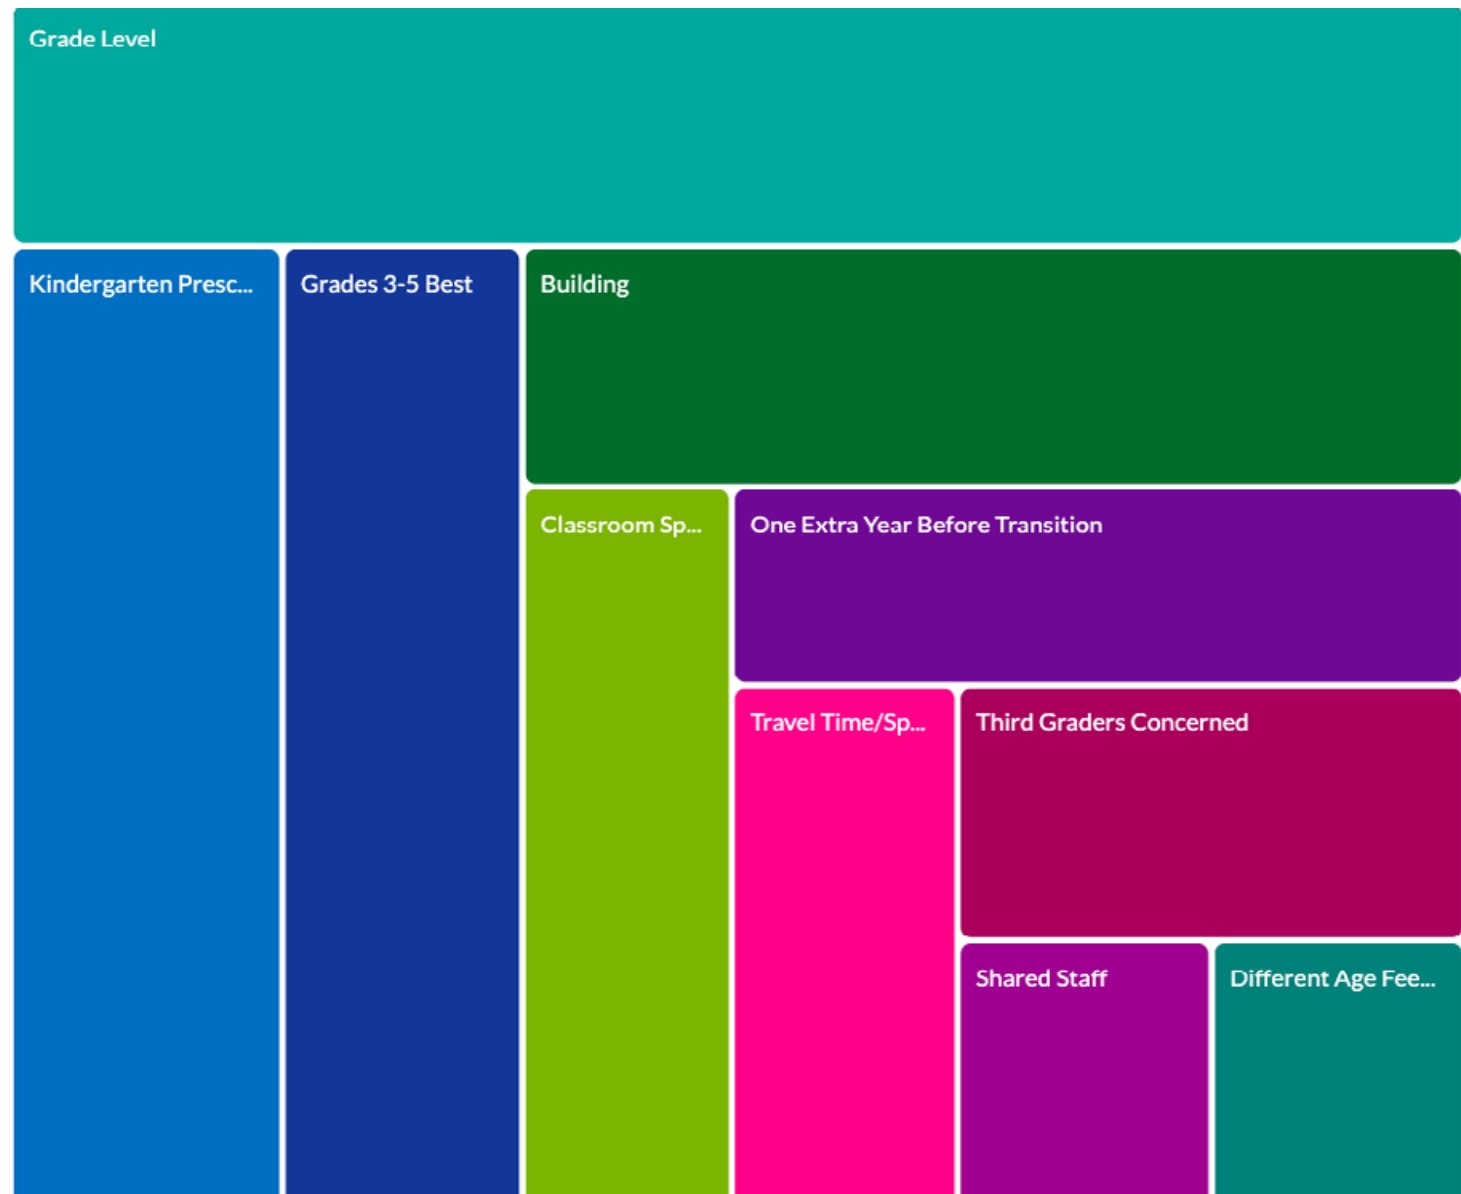 Grade Level
Kindergarten Presc...
Grades 3-5 Best
Building
Classroom Sp...
One Extra Year Before Transition
Travel Time/Sp...
Third Graders Concerned
Shared Staff
Different Age Fee...